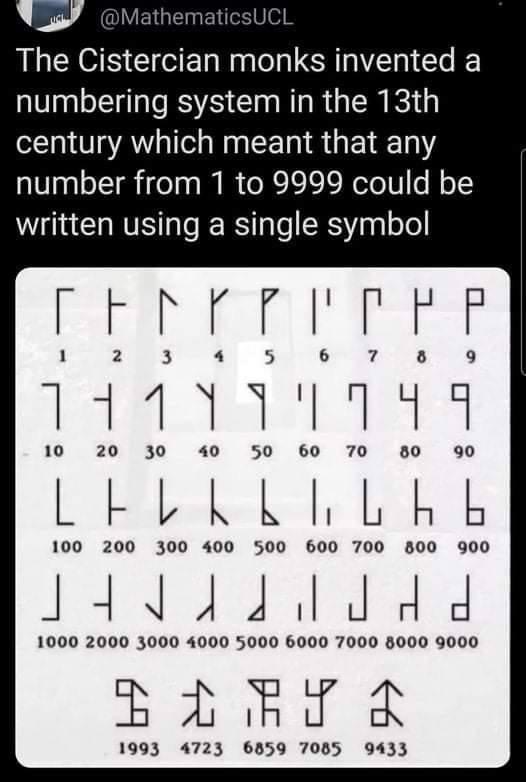 UCL
@MathematicsUCL
The Cistercian monks invented a
numbering system in the 13th
century which meant that any
number from 1 to 9999 could be
written using a single symbol
1 2 3 4 5 6 7 8 9
10 20 30 40 50 60 70 80 90
100 200 300 400 500 600 700 800 900
1000 2000 3000 4000 5000 6000 7000 8000 9000
1993 4723 6859 7085 9433